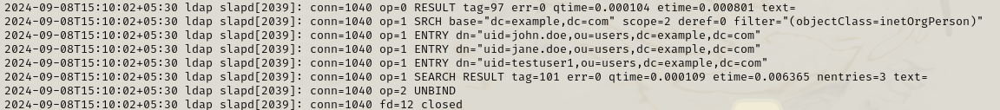 2024-09-08T15:10:02+05:30 ldap slapd[2039]: conn=1040 op=0 RESULT tag=97 err=0 qtime=0.000104 etime=0.000801 text=
2024-09-08T15:10:02+05:30 ldap slapd[2039]: conn=1040 op=1 SRCH base="dc=example,dc=com" scope=2 deref=0 filter="(objectClass=inetOrgPerson)"
2024-09-08T15:10:02+05:30 ldap slapd[2039]: conn=1040 op=1 ENTRY dn="uid=john.doe,ou=users,dc=example,dc=com"
2024-09-08T15:10:02+05:30 ldap slapd[2039]: conn=1040 op=1 ENTRY dn="uid=jane.doe,ou=users,dc=example,dc=com"
2024-09-08T15:10:02+05:30 ldap slapd[2039]: conn=1040 op=1 ENTRY dn="uid=testuser1,ou=users,dc=example,dc=com"
2024-09-08T15:10:02+05:30 ldap slapd[2039]: conn=1040 op=1 SEARCH RESULT tag=101 err=0 qtime=0.000109 etime=0.006365 nentries=3 text=
2024-09-08T15:10:02+05:30 ldap slapd[2039]: conn=1040 op=2 UNBIND
2024-09-08T15:10:02+05:30 ldap slapd[2039]: conn=1040 fd=12 closed